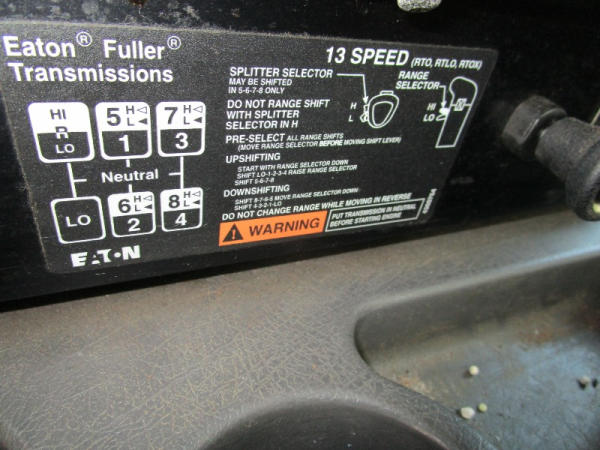 Eaton® Fuller®
Transmissions
13 SPEED (RTO, RTLO, RTOX)
SPLITTER SELECTOR
MAY BE SHIFTED
IN 5-6-7-8 ONLY
H
L
RANGE
SELECTOR
HI
LO
DO NOT RANGE SHIFT
WITH SPLITTER
SELECTOR IN H
PRE-SELECT ALL RANGE SHIFTS
(MOVE RANGE SELECTOR BEFORE MOVING SHIFT LEVER)
UPSHIFTING
START WITH RANGE SELECTOR DOWN
SHIFT LO-1-2-3-4 RAISE RANGE SELECTOR
SHIFT 5-6-7-8
DOWNSHIFTING
SHIFT 8-7-6-5 MOVE RANGE SELECTOR DOWN
SHIFT 4-3-2-1-LO
DO NOT CHANGE RANGE WHILE MOVING IN REVERSE
WARNING
PUT TRANSMISSION IN NEUTRAL
BEFORE STARTING ENGINE
HI 5 H 7 H
R L L
LO 1 3
Neutral
LO 6 H 8 H
L L
2 4
EATON